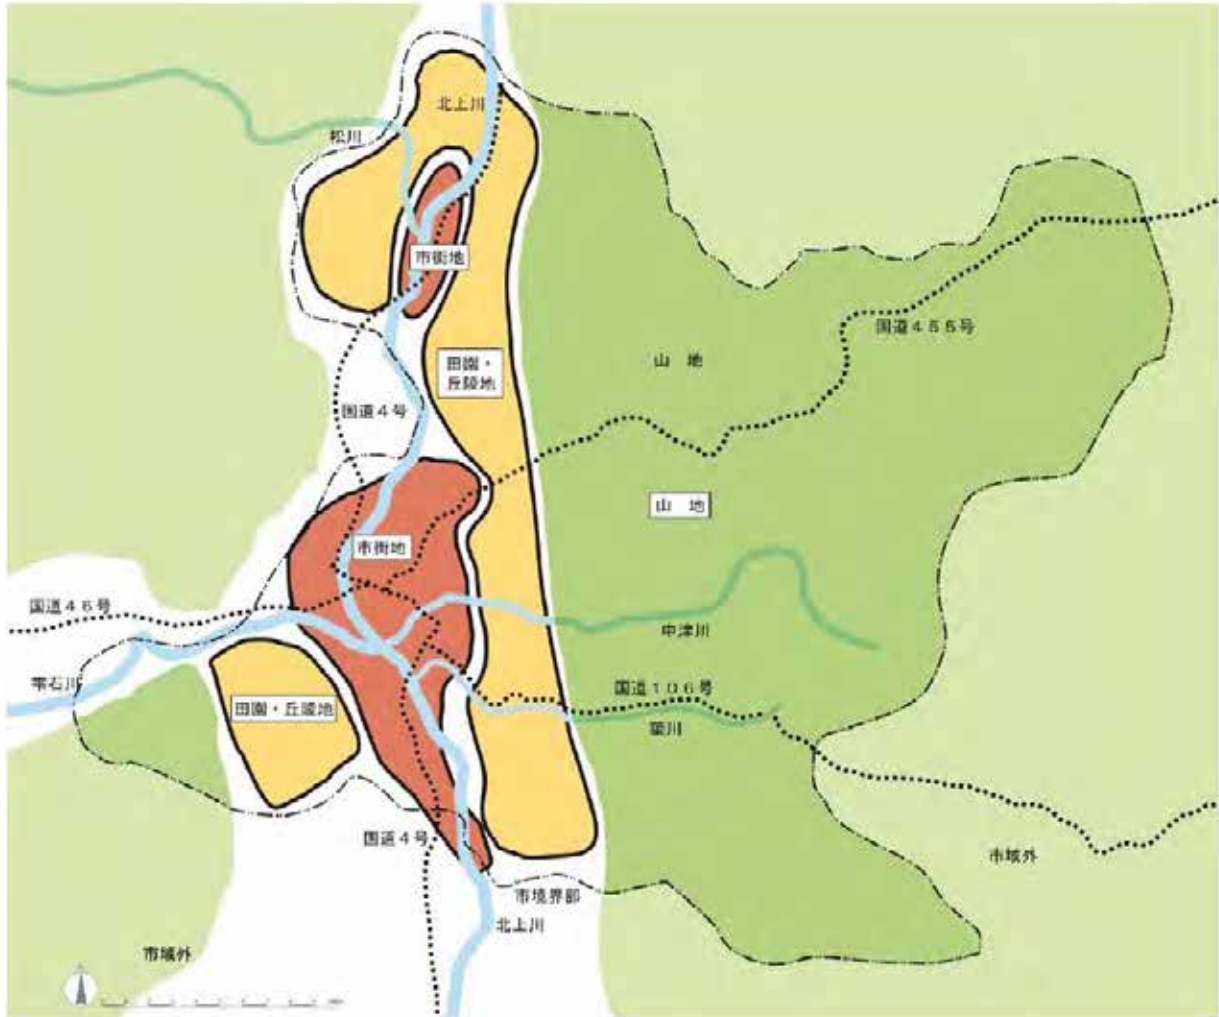 北上川
松川
市街地
国道455号
田園・
丘陵地
山 地
国道4号
山 地
市街地
国道46号
中津川
雫石川
国道106号
田園・丘陵地
簗川
国道4号
市域外
市境界部
北上川
市域外